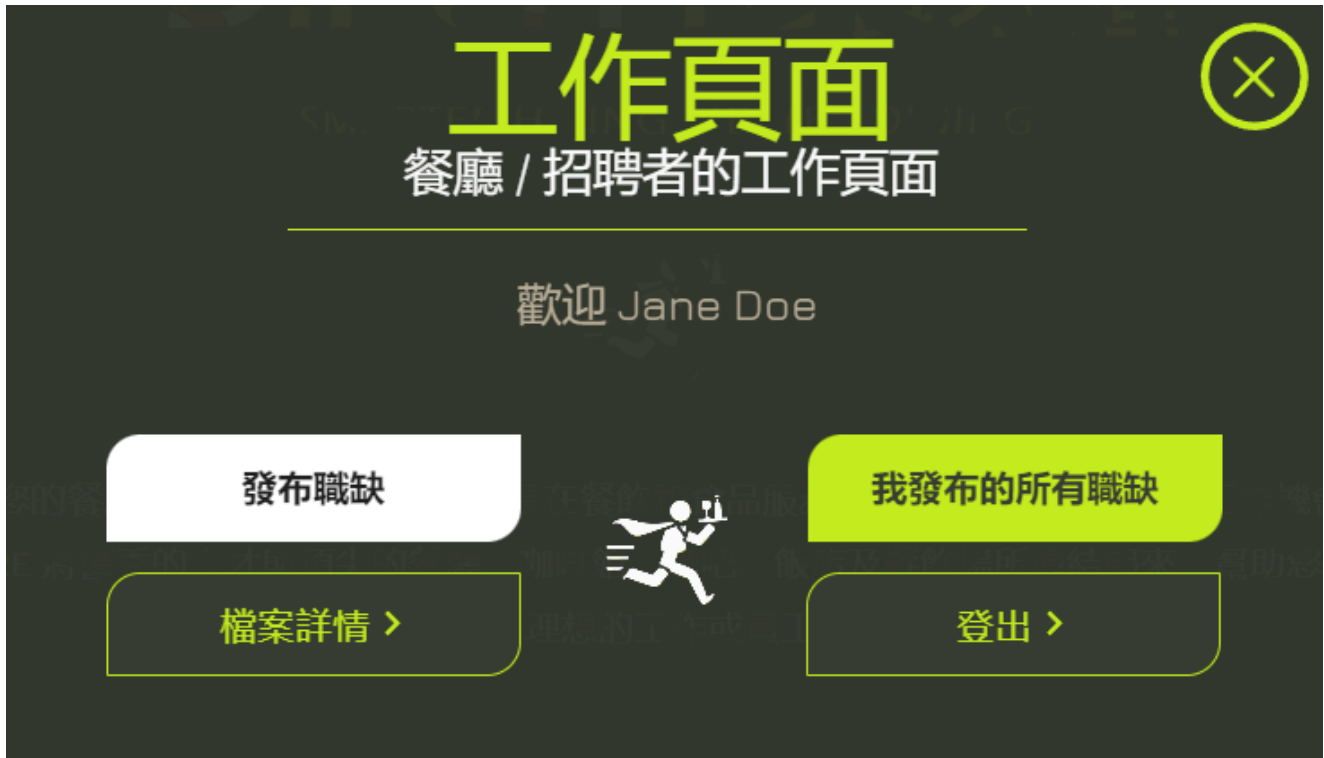 工作頁面
餐廳 / 招聘者的工作頁面
歡迎 Jane Doe
發布職缺
我發布的所有職缺
檔案詳情 >
登出 >